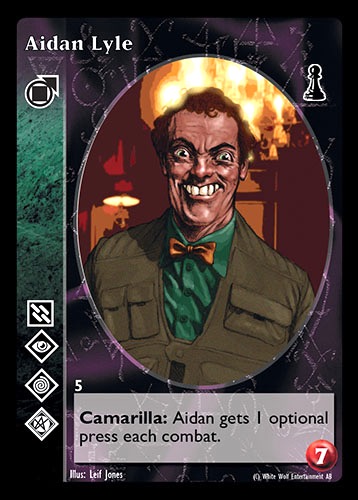 Aidan Lyle
5
Camarilla: Aidan gets 1 optional
press each combat.
7
Illus: Leif Jones
(C) White Wolf Entertainment AB